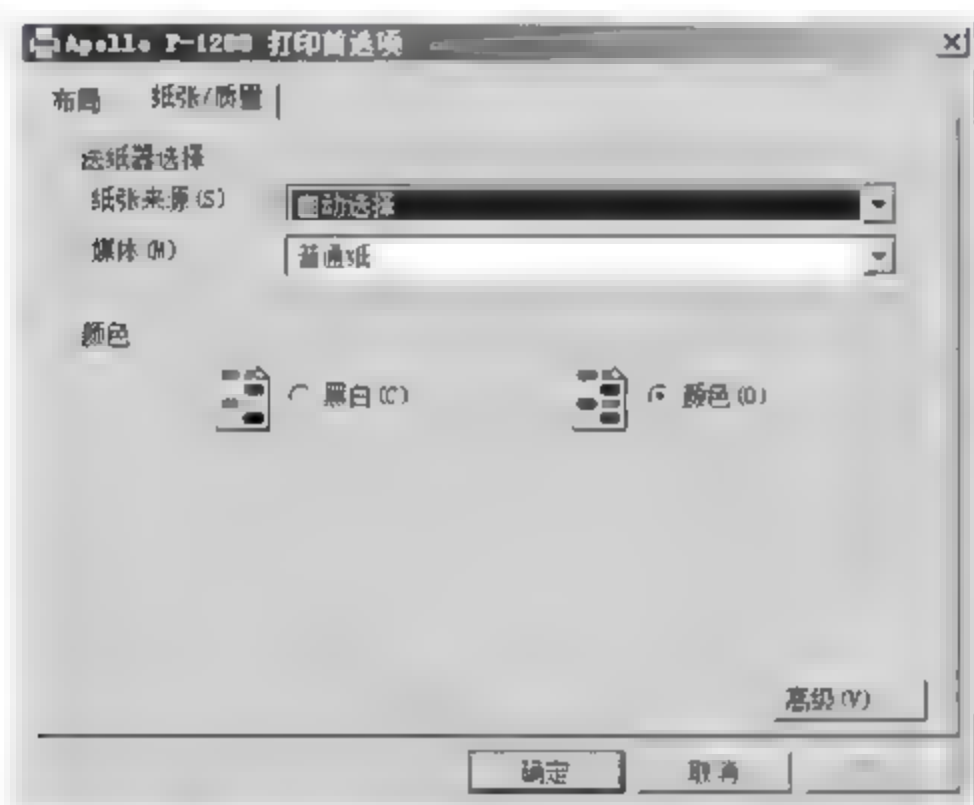 Apollo P-1200 打印首选项
布局 纸张/质量
送纸器选择
纸张来源(S) 自动选择
媒体(M) 普通纸
颜色
黑白(C) 颜色(O)
高级(V)
确定 取消